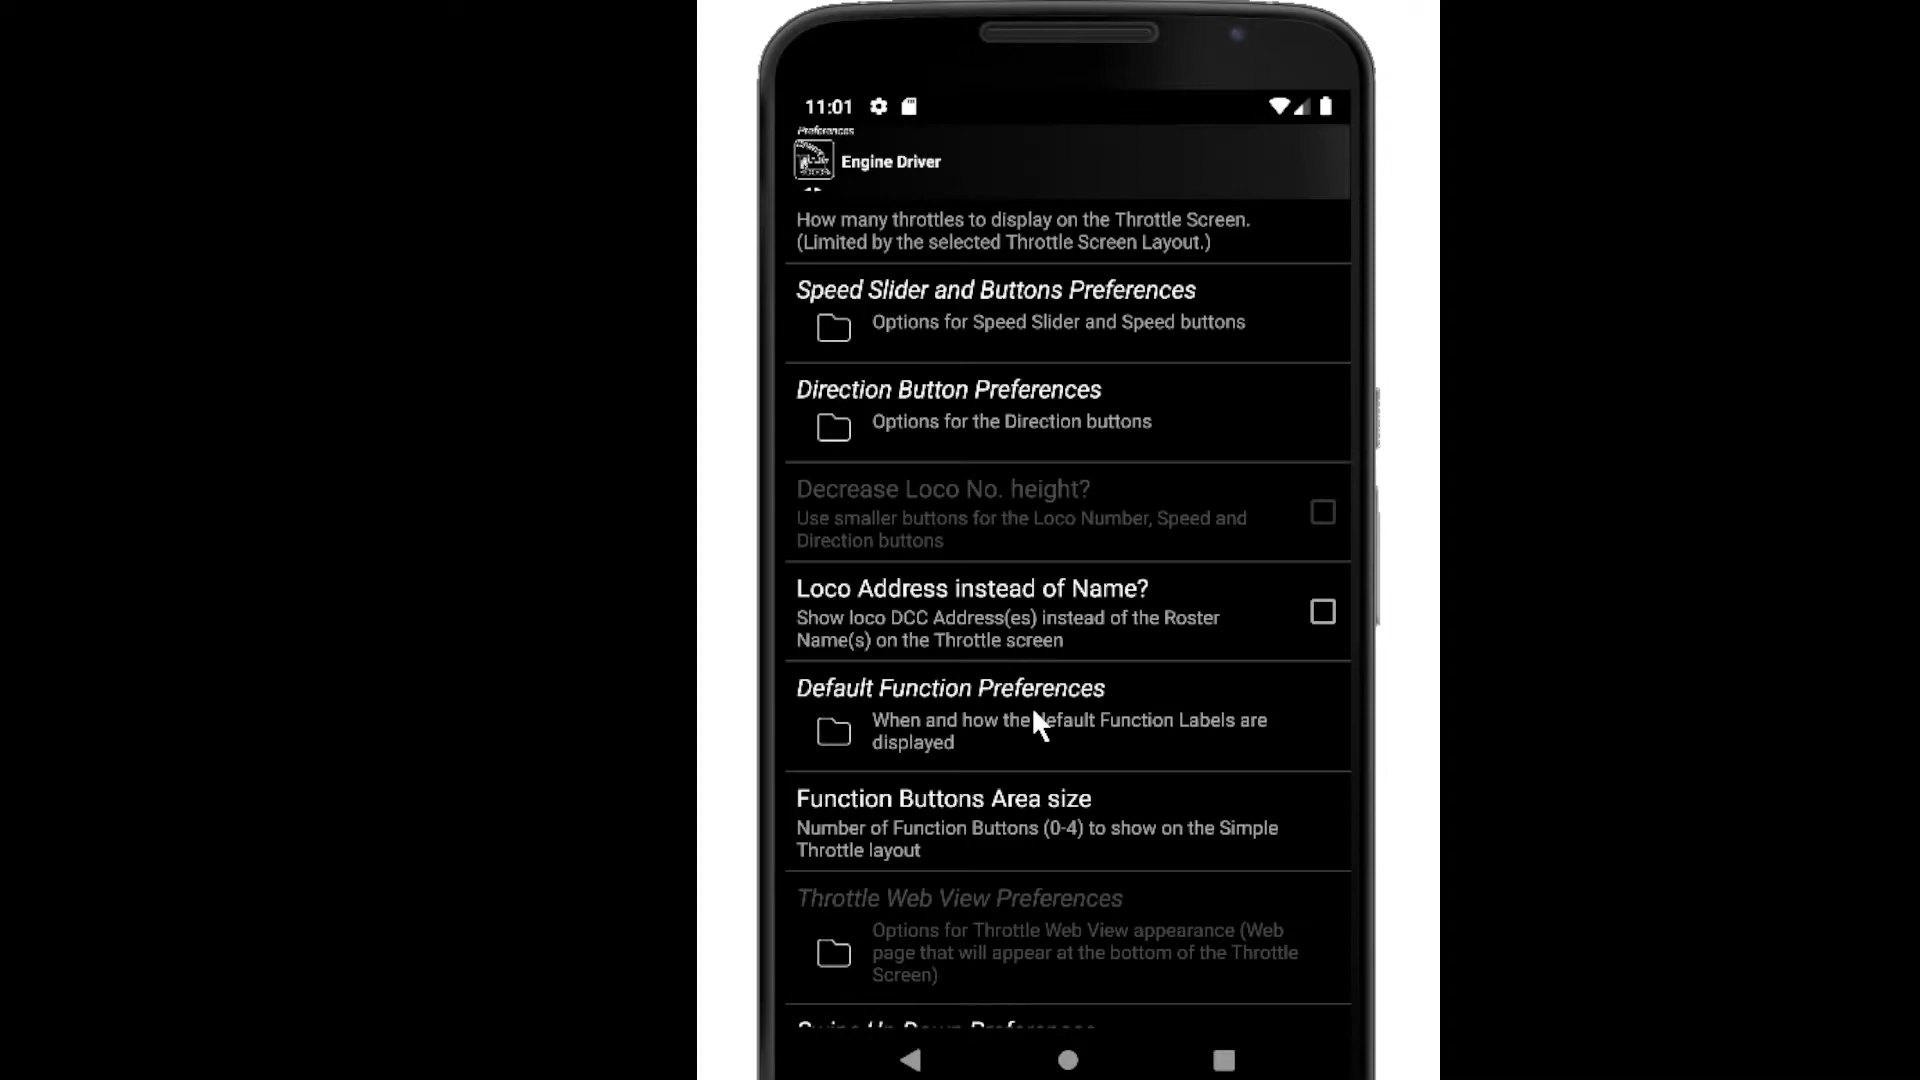 11:01
Preferences
Engine Driver
How many throttles to display on the Throttle Screen.
(Limited by the selected Throttle Screen Layout.)
Speed Slider and Buttons Preferences
Options for Speed Slider and Speed buttons
Direction Button Preferences
Options for the Direction buttons
Decrease Loco No. height?
Use smaller buttons for the Loco Number, Speed and
Direction buttons
Loco Address instead of Name?
Show loco DCC Address(es) instead of the Roster
Name(s) on the Throttle screen
Default Function Preferences
When and how the default Function Labels are
displayed
Function Buttons Area size
Number of Function Buttons (0-4) to show on the Simple
Throttle layout
Throttle Web View Preferences
Options for Throttle Web View appearance (Web
page that will appear at the bottom of the Throttle
Screen)